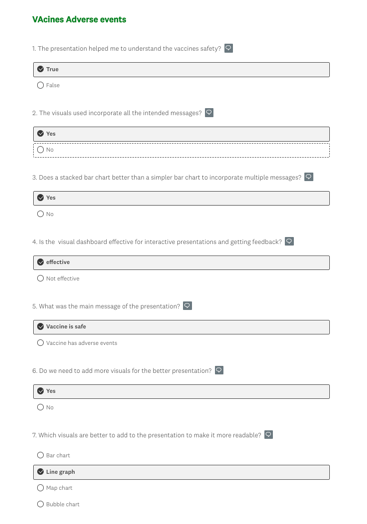 VAcines Adverse events
1. The presentation helped me to understand the vaccines safety?
True
False
2. The visuals used incorporate all the intended messages?
Yes
No
3. Does a stacked bar chart better than a simpler bar chart to incorporate multiple messages?
Yes
No
4. Is the visual dashboard effective for interactive presentations and getting feedback?
effective
Not effective
5. What was the main message of the presentation?
Vaccine is safe
Vaccine has adverse events
6. Do we need to add more visuals for the better presentation?
Yes
No
7. Which visuals are better to add to the presentation to make it more readable?
Bar chart
Line graph
Map chart
Bubble chart